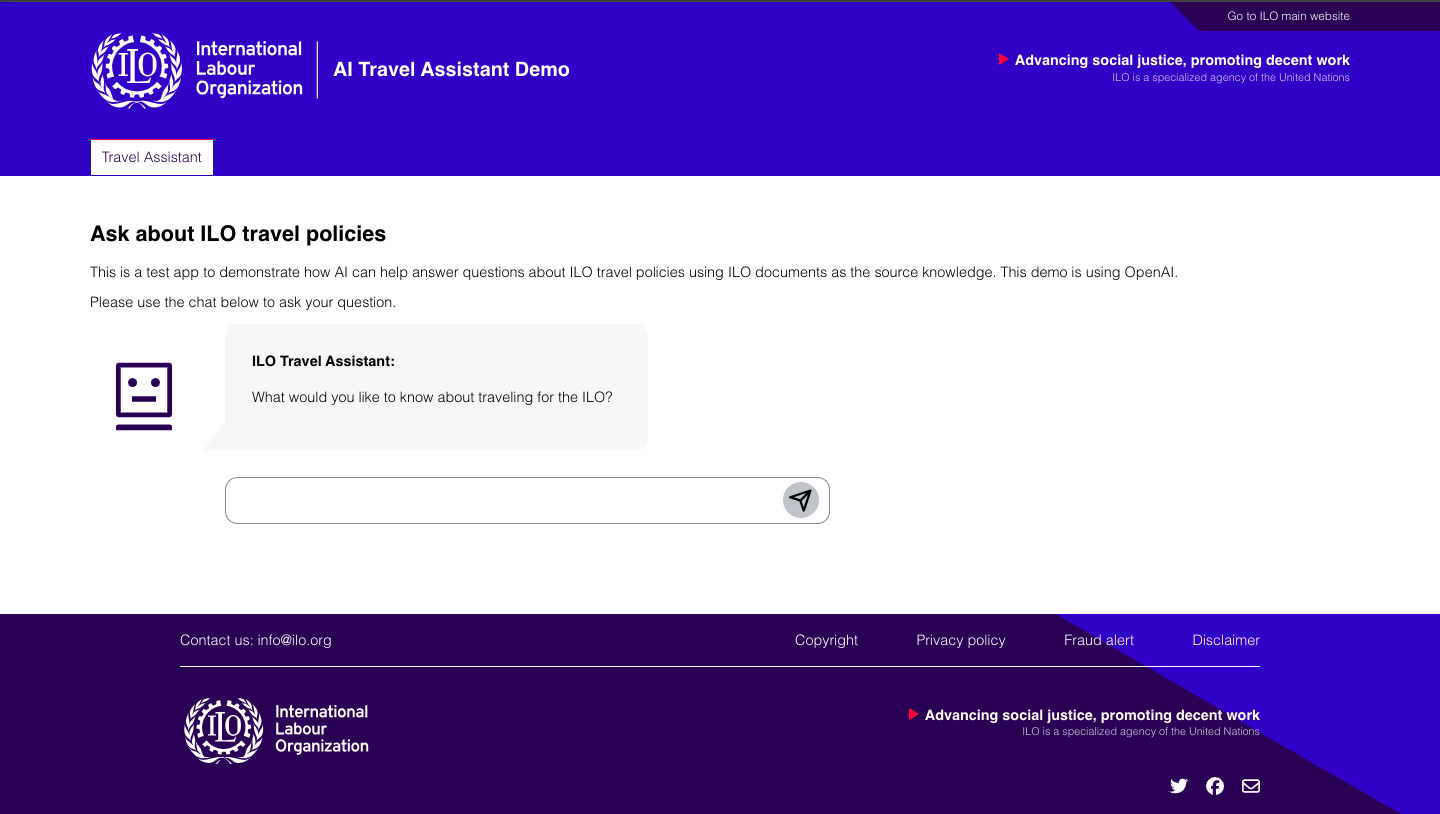 Go to ILO main website
International
Labour
Organization
AI Travel Assistant Demo
Advancing social justice, promoting decent work
ILO is a specialized agency of the United Nations
Travel Assistant
Ask about ILO travel policies
This is a test app to demonstrate how AI can help answer questions about ILO travel policies using ILO documents as the source knowledge. This demo is using OpenAI.
Please use the chat below to ask your question.
ILO Travel Assistant:
What would you like to know about traveling for the ILO?
Contact us: info@ilo.org
Copyright
Privacy policy
Fraud alert
Disclaimer
ILO
International
Labour
Organization
Advancing social justice, promoting decent work
ILO is a specialized agency of the United Nations